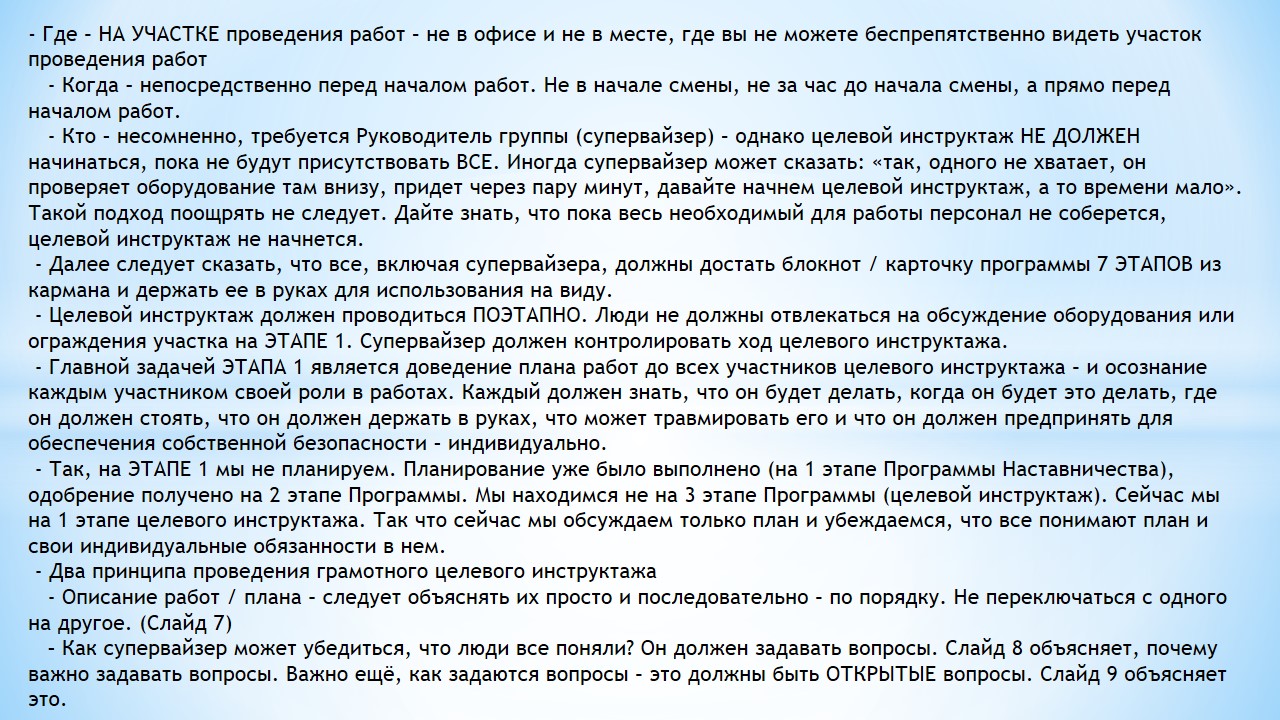 - Где – НА УЧАСТКЕ проведения работ – не в офисе и не в месте, где вы не можете беспрепятственно видеть участок
проведения работ
- Когда – непосредственно перед началом работ. Не в начале смены, не за час до начала смены, а прямо перед
началом работ.
- Кто – несомненно, требуется Руководитель группы (супервайзер) – однако целевой инструктаж НЕ ДОЛЖЕН
начинаться, пока не будут присутствовать ВСЕ. Иногда супервайзер может сказать: «так, одного не хватает, он
проверяет оборудование там внизу, придет через пару минут, давайте начнем целевой инструктаж, а то времени мало».
Такой подход поощрять не следует. Дайте знать, что пока весь необходимый для работы персонал не соберется,
целевой инструктаж не начнется.
- Далее следует сказать, что все, включая супервайзера, должны достать блокнот / карточку программы 7 ЭТАПОВ из
кармана и держать ее в руках для использования на виду.
- Целевой инструктаж должен проводиться ПОЭТАПНО. Люди не должны отвлекаться на обсуждение оборудования или
ограждения участка на ЭТАПЕ 1. Супервайзер должен контролировать ход целевого инструктажа.
- Главной задачей ЭТАПА 1 является доведение плана работ до всех участников целевого инструктажа – и осознание
каждым участником своей роли в работах. Каждый должен знать, что он будет делать, когда он будет это делать, где
он должен стоять, что он должен держать в руках, что может травмировать его и что он должен предпринять для
обеспечения собственной безопасности – индивидуально.
- Так, на ЭТАПЕ 1 мы не планируем. Планирование уже было выполнено (на 1 этапе Программы Наставничества),
одобрение получено на 2 этапе Программы. Мы находимся не на 3 этапе Программы (целевой инструктаж). Сейчас мы
на 1 этапе целевого инструктажа. Так что сейчас мы обсуждаем только план и убеждаемся, что все понимают план и
свои индивидуальные обязанности в нем.
- Два принципа проведения грамотного целевого инструктажа
- Описание работ / плана – следует объяснять их просто и последовательно – по порядку. Не переключаться с одного
на другое. (Слайд 7)
– Как супервайзер может убедиться, что люди все поняли? Он должен задавать вопросы. Слайд 8 объясняет, почему
важно задавать вопросы. Важно ещё, как задаются вопросы – это должны быть ОТКРЫТЫЕ вопросы. Слайд 9 объясняет
это.